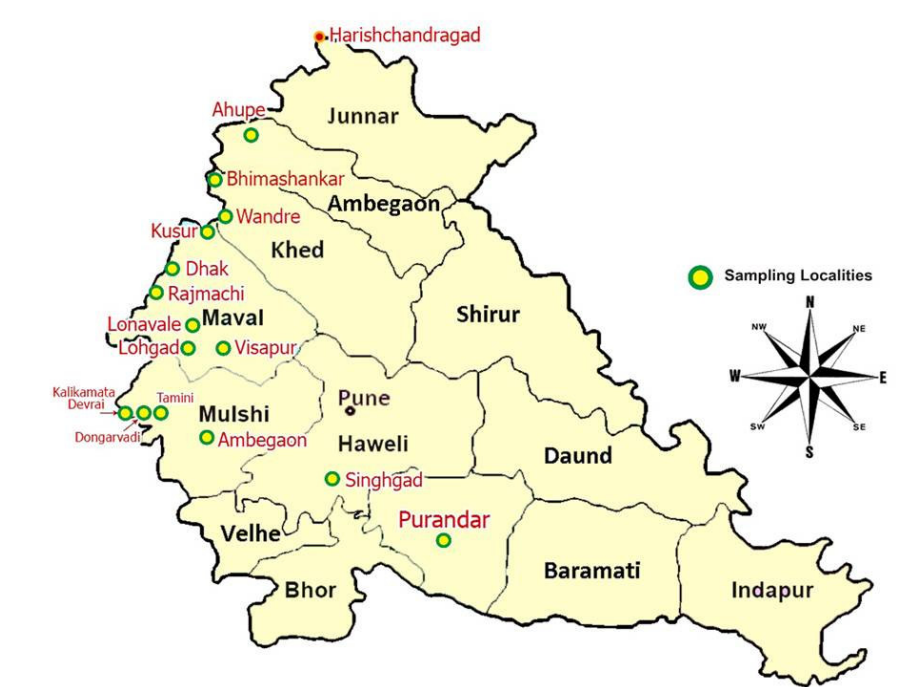 Harishchandragad
Ahupe
Junnar
Bhimashankar
Ambegaon
Wandre
Kusur
Khed
Dhak
Sampling Localities
Rajmachi
N
Lonavale
Maval
Shirur
NW
NE
Lohgad
Visapur
W
E
Kalikamata
Devrai
Tamini
Pune
Mulshi
SW
SE
Dongarvadi
Ambegaon
Haweli
S
Daund
Singhgad
Purandar
Velhe
Baramati
Bhor
Indapur